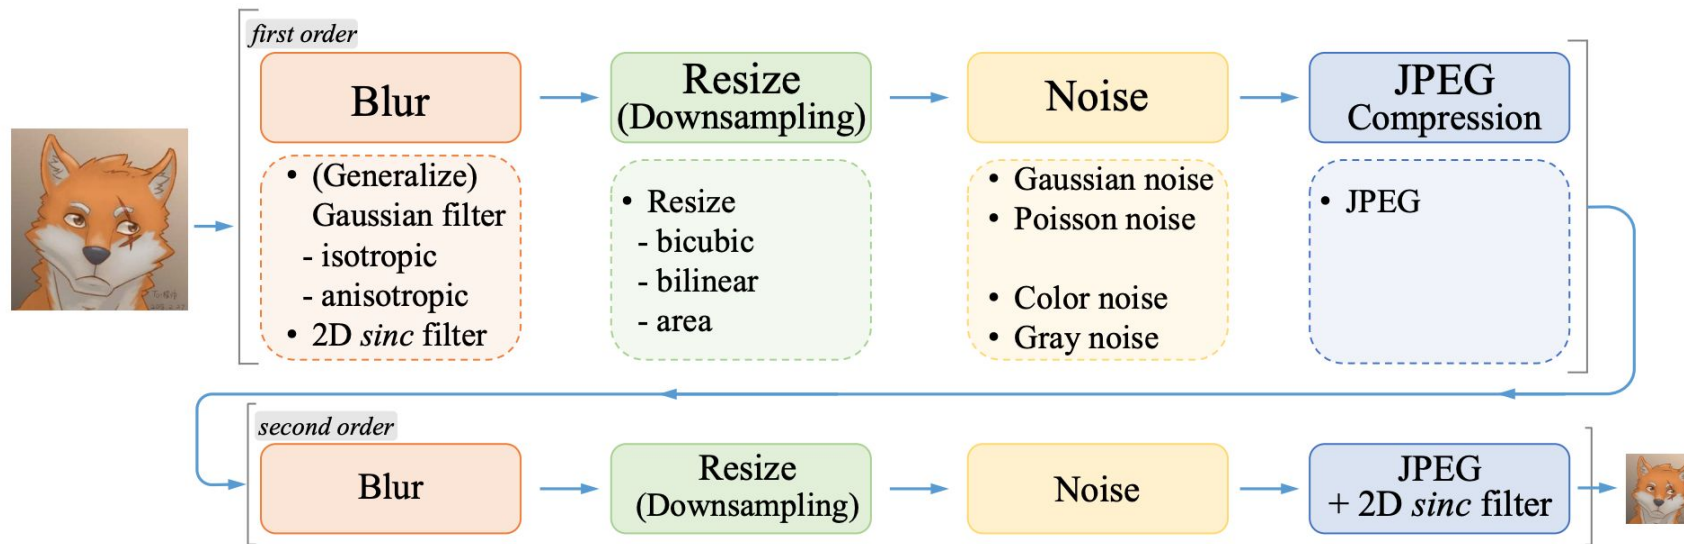 first order
Blur
Resize
(Downsampling)
Noise
JPEG
Compression
• (Generalize)
Gaussian filter
- isotropic
- anisotropic
• 2D sinc filter
• Resize
- bicubic
- bilinear
- area
• Gaussian noise
• Poisson noise
• Color noise
• Gray noise
• JPEG
second order
Blur
Resize
(Downsampling)
Noise
JPEG
+ 2D sinc filter